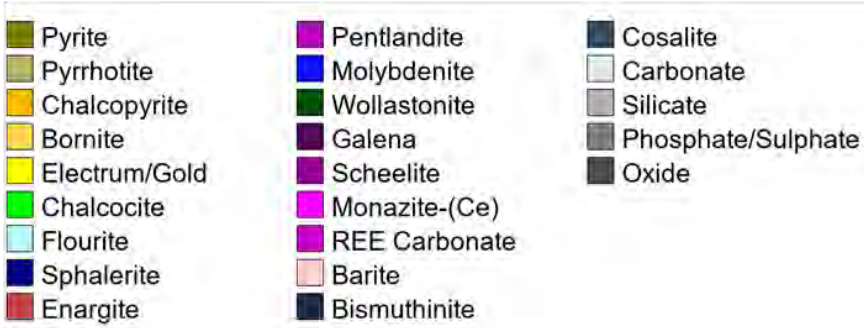 Pyrite
Pyrrhotite
Chalcopyrite
Bornite
Electrum/Gold
Chalcocite
Flourite
Sphalerite
Enargite
Pentlandite
Molybdenite
Wollastonite
Galena
Scheelite
Monazite-(Ce)
REE Carbonate
Barite
Bismuthinite
Cosalite
Carbonate
Silicate
Phosphate/Sulphate
Oxide